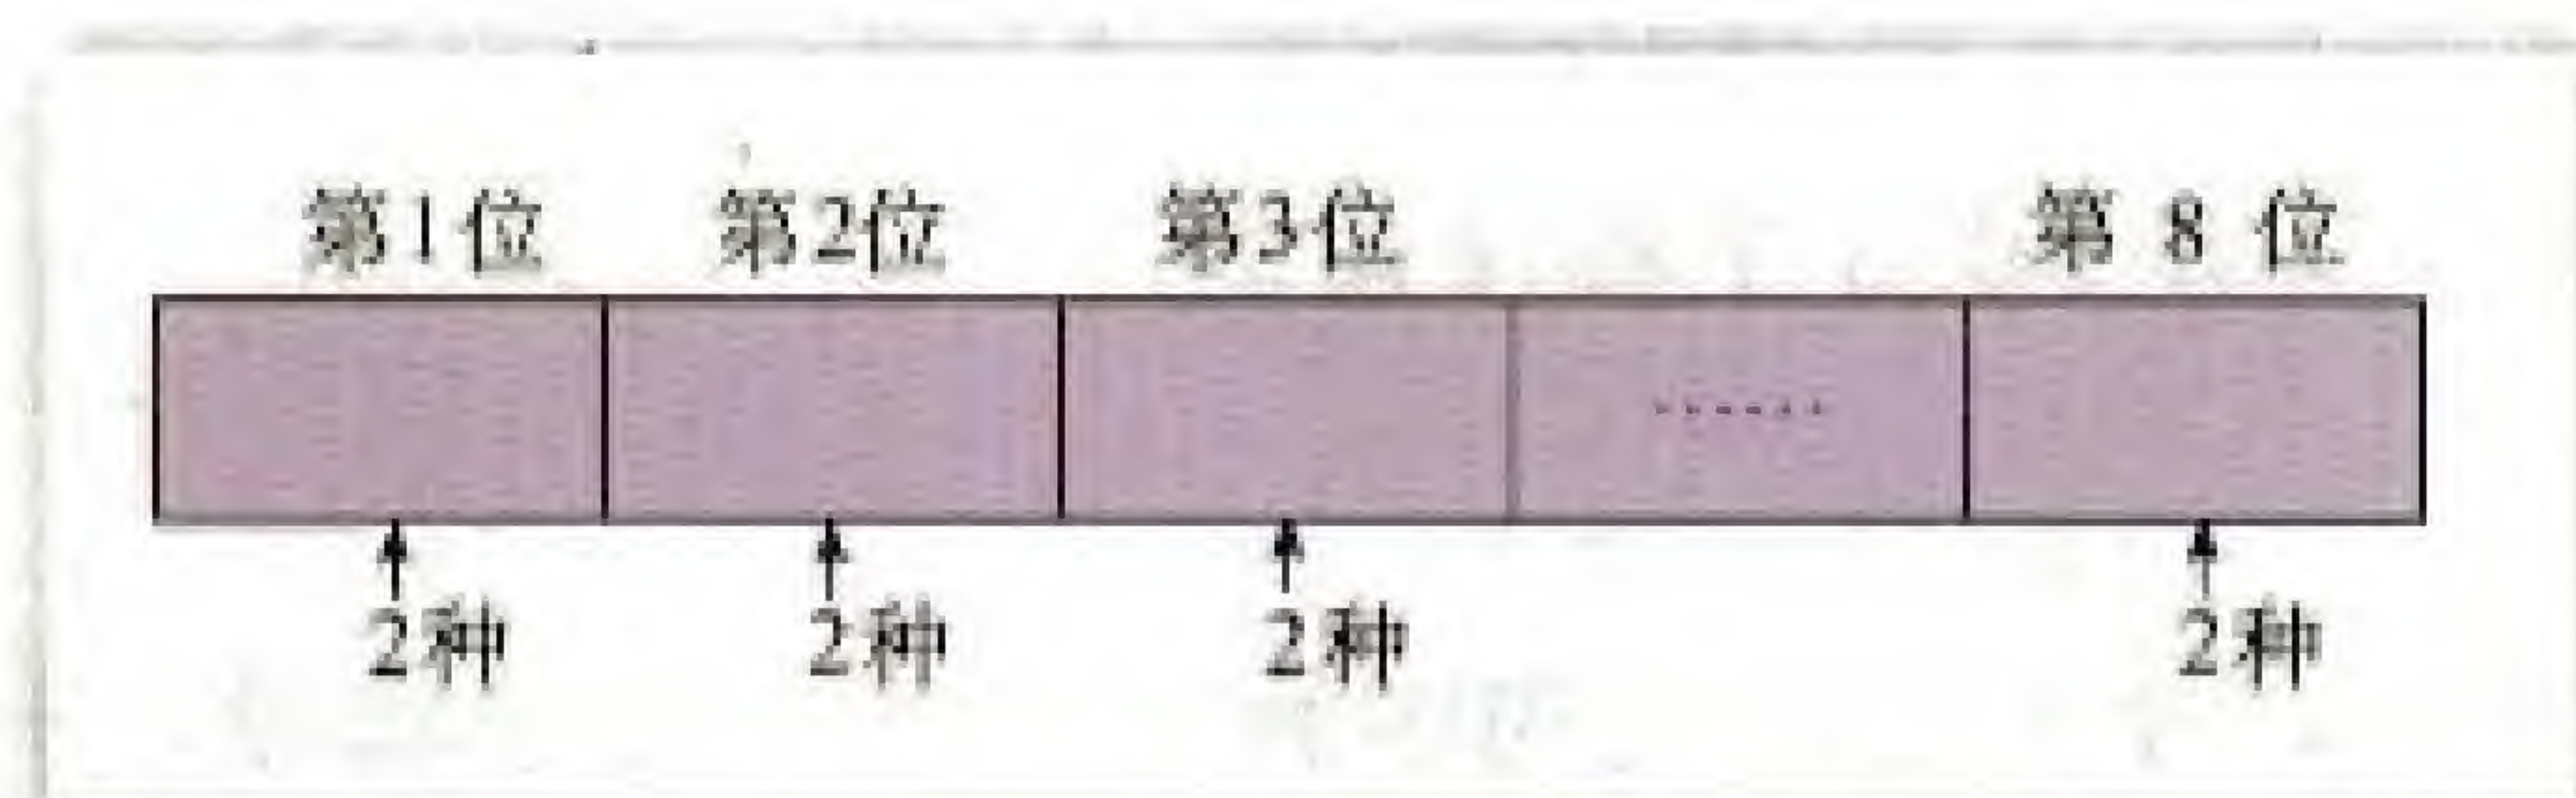 第1位 第2位 第3位 第 8 位
......
2种 2种 2种 2种